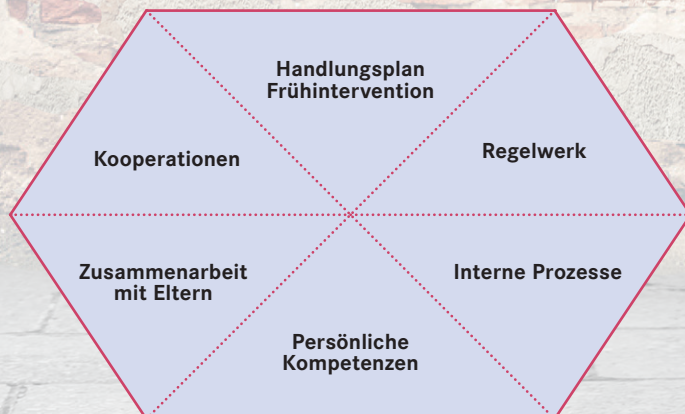 Handlungsplan
Frühintervention
Kooperationen
Regelwerk
Zusammenarbeit
mit Eltern
Interne Prozesse
Persönliche
Kompetenzen